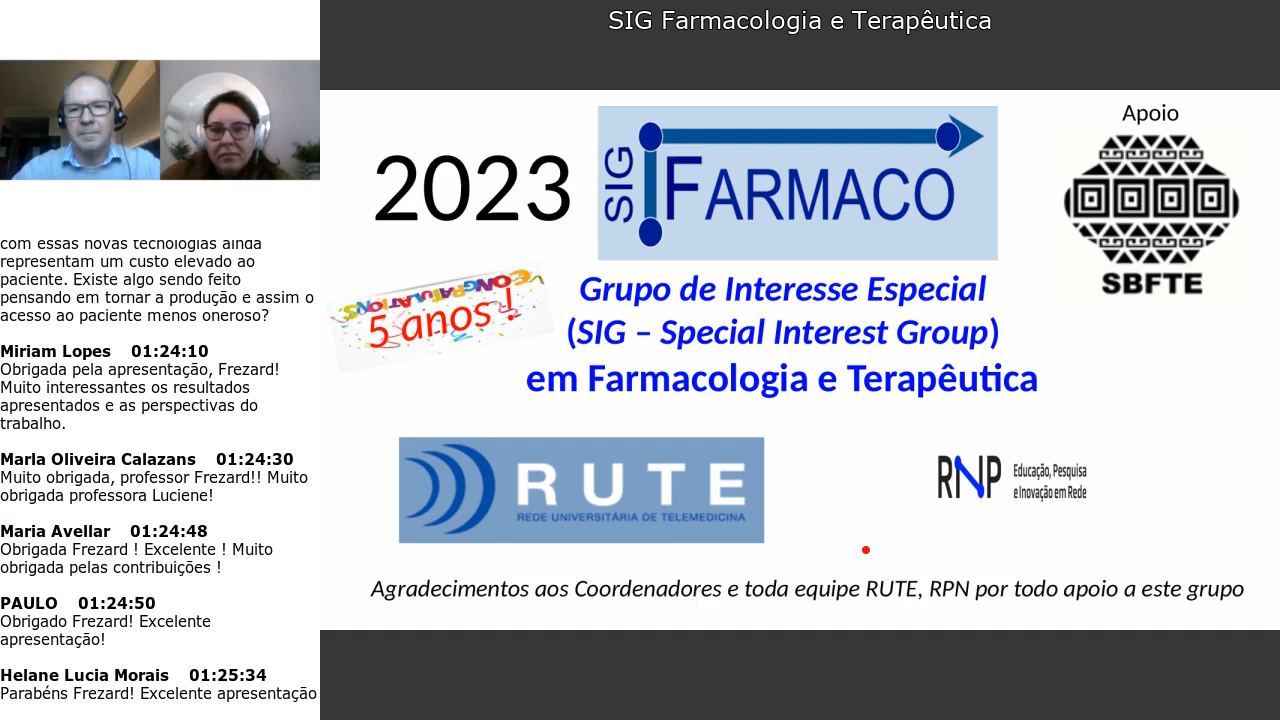 SIG Farmacologia e Terapêutica
com essas novas tecnologias ainda
representam um custo elevado ao
paciente. Existe algo sendo feito
pensando em tornar a produção e assim o
acesso ao paciente menos oneroso?
Miriam Lopes 01:24:10
Obrigada pela apresentação, Frezard!
Muito interessantes os resultados
apresentados e as perspectivas do
trabalho.
Marla Oliveira Calazans 01:24:30
Muito obrigada, professor Frezard!! Muito
obrigada professora Luciene!
Maria Avellar 01:24:48
Obrigada Frezard ! Excelente ! Muito
obrigada pelas contribuições !
PAULO 01:24:50
Obrigado Frezard! Excelente
apresentação!
Helane Lucia Morais 01:25:34
Parabéns Frezard! Excelente apresentação
2023
SIG
FARMACO
Apoio
SBFTE
CONGRATULATIONS
5 anos !
Grupo de Interesse Especial
(SIG – Special Interest Group)
em Farmacologia e Terapêutica
RUTE
REDE UNIVERSITÁRIA DE TELEMEDICINA
RNP
Educação, Pesquisa
e Inovação em Rede
Agradecimentos aos Coordenadores e toda equipe RUTE, RPN por todo apoio a este grupo